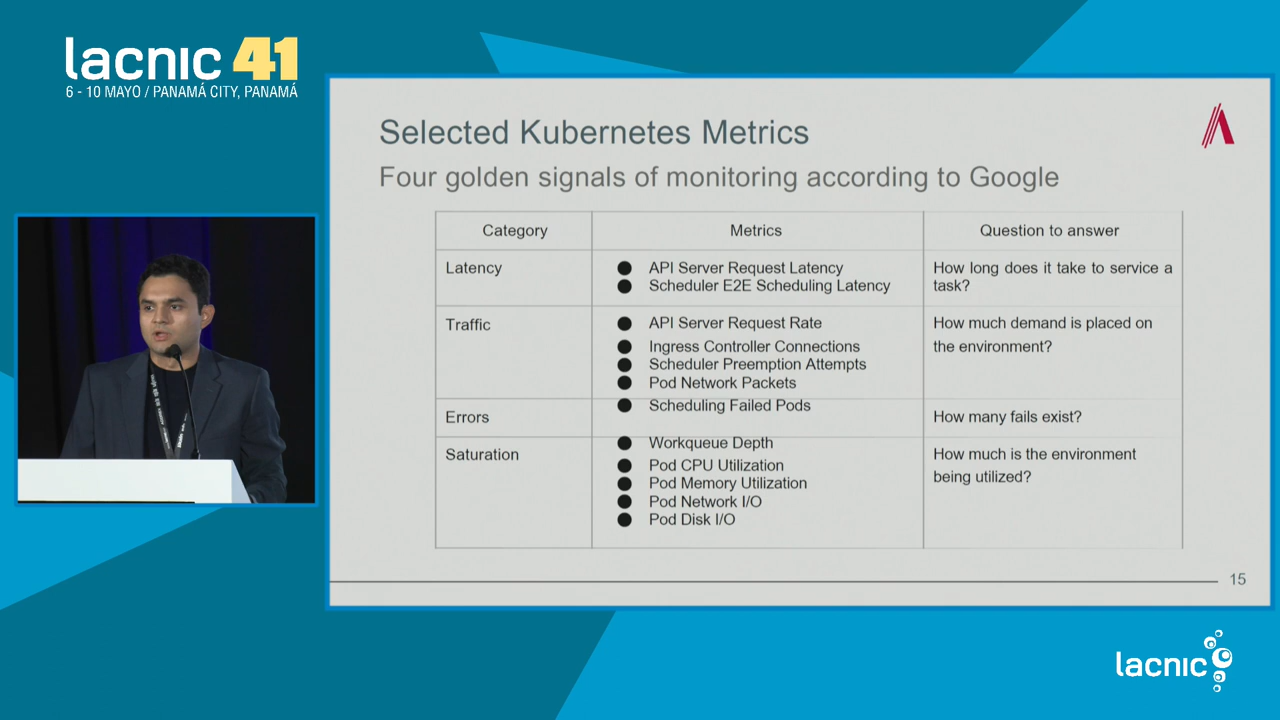 lacnic 41
6 - 10 MAYO / PANAMÁ CITY, PANAMÁ
Selected Kubernetes Metrics
Four golden signals of monitoring according to Google
Category
Metrics
Question to answer
Latency
● API Server Request Latency
● Scheduler E2E Scheduling Latency
How long does it take to service a
task?
Traffic
● API Server Request Rate
● Ingress Controller Connections
● Scheduler Preemption Attempts
● Pod Network Packets
How much demand is placed on
the environment?
Errors
● Scheduling Failed Pods
How many fails exist?
Saturation
● Workqueue Depth
● Pod CPU Utilization
● Pod Memory Utilization
● Pod Network I/O
● Pod Disk I/O
How much is the environment
being utilized?
15
lacnic